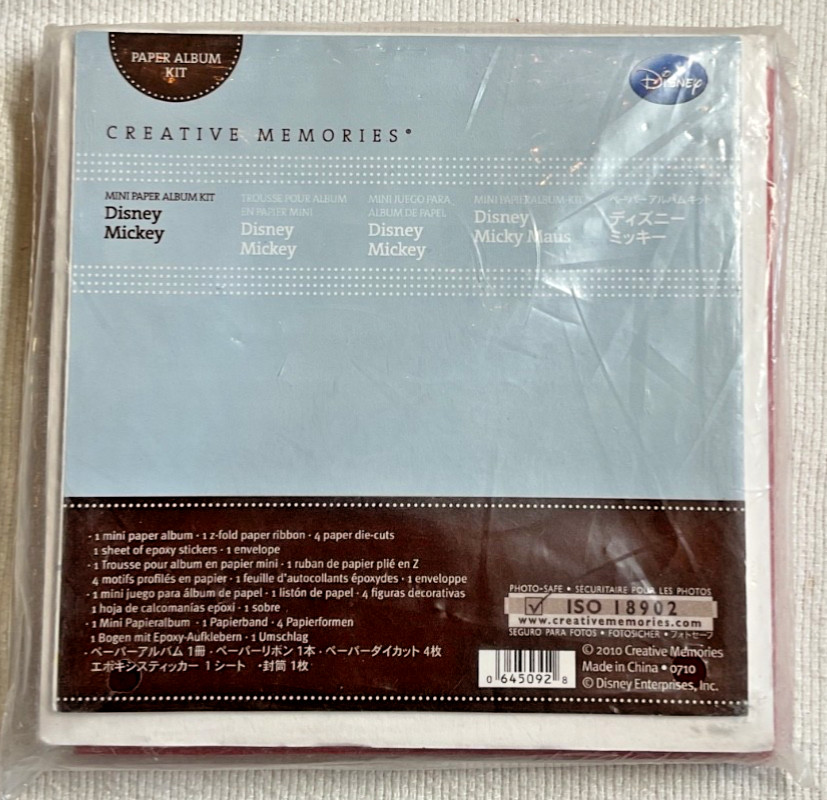 PAPER ALBUM
KIT
Disney
CREATIVE MEMORIES®
MINI PAPER ALBUM KIT
Disney
Mickey
TROUSSE POUR ALBUM
EN PAPIER MINI
Disney
Mickey
MINI JUEGO PARA
ALBUM DE PAPEL
Disney
Mickey
MINI PAPIERALBUM-KIT
Disney
Micky Maus
ペーパーアルバムキット
ディズニー
ミッキー
· 1 mini paper album · 1 z-fold paper ribbon · 4 paper die-cuts
1 sheet of epoxy stickers · 1 envelope
· 1 Trousse pour album en papier mini · 1 ruban de papier plié en Z
4 motifs profilés en papier · 1 feuille d'autocollants époxydes · 1 enveloppe
· 1 mini juego para álbum de papel · 1 listón de papel · 4 figuras decorativas
1 hoja de calcomanías epoxi · 1 sobre
· 1 Mini Papieralbum · 1 Papierband · 4 Papierformen
1 Bogen mit Epoxy-Aufklebern · 1 Umschlag
· ペーパーアルバム 1冊 · ペーパーリボン 1本 · ペーパーダイカット 4枚
エポキシスティッカー 1シート ·封筒 1枚
PHOTO-SAFE • SÉCURITAIRE POUR LES PHOTOS
ISO 18902
www.creativememories.com
SEGURO PARA FOTOS • FOTOSICHER • フォトセーフ
© 2010 Creative Memories
Made in China • 0710
© Disney Enterprises, Inc.
0 645092 8